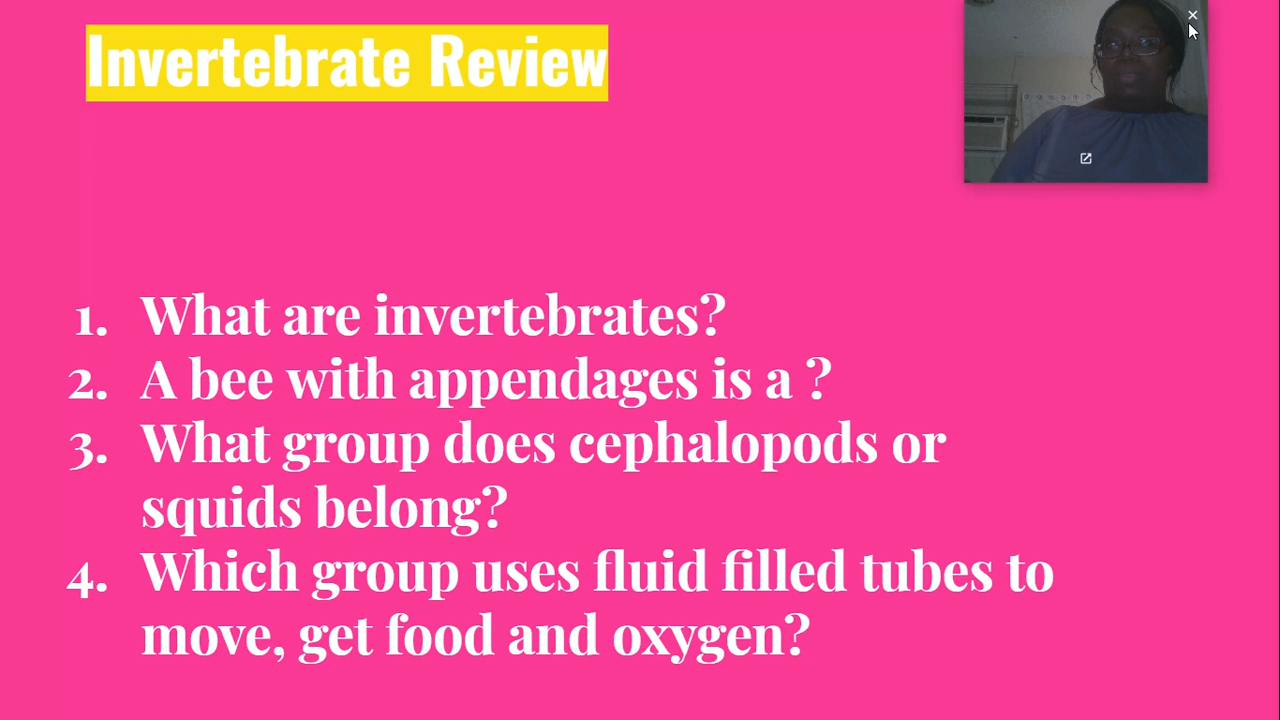 Invertebrate Review
1. What are invertebrates?
2. A bee with appendages is a ?
3. What group does cephalopods or
squids belong?
4. Which group uses fluid filled tubes to
move, get food and oxygen?